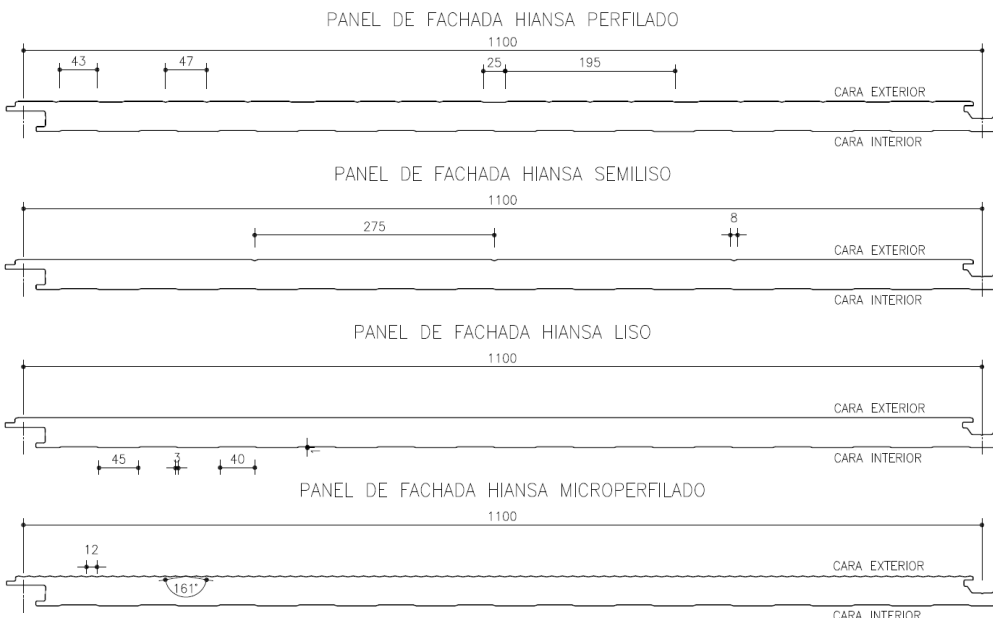 PANEL DE FACHADA HIANSA PERFILADO
1100
43 47 25 195
CARA EXTERIOR
CARA INTERIOR
PANEL DE FACHADA HIANSA SEMILISO
1100
275 8
CARA EXTERIOR
CARA INTERIOR
PANEL DE FACHADA HIANSA LISO
1100
CARA EXTERIOR
45 3 40 CARA INTERIOR
PANEL DE FACHADA HIANSA MICROPERFILADO
1100
12
CARA EXTERIOR
161°
CARA INTERIOR